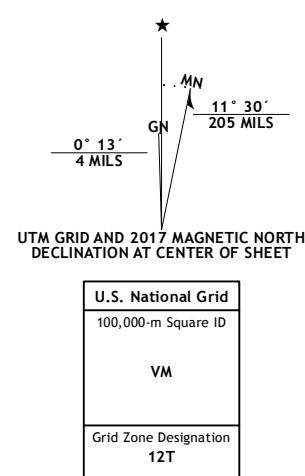 ★
MN
GN
11° 30´
205 MILS
0° 13´
4 MILS
UTM GRID AND 2017 MAGNETIC NORTH
DECLINATION AT CENTER OF SHEET
U.S. National Grid
100,000-m Square ID
VM
Grid Zone Designation
12T